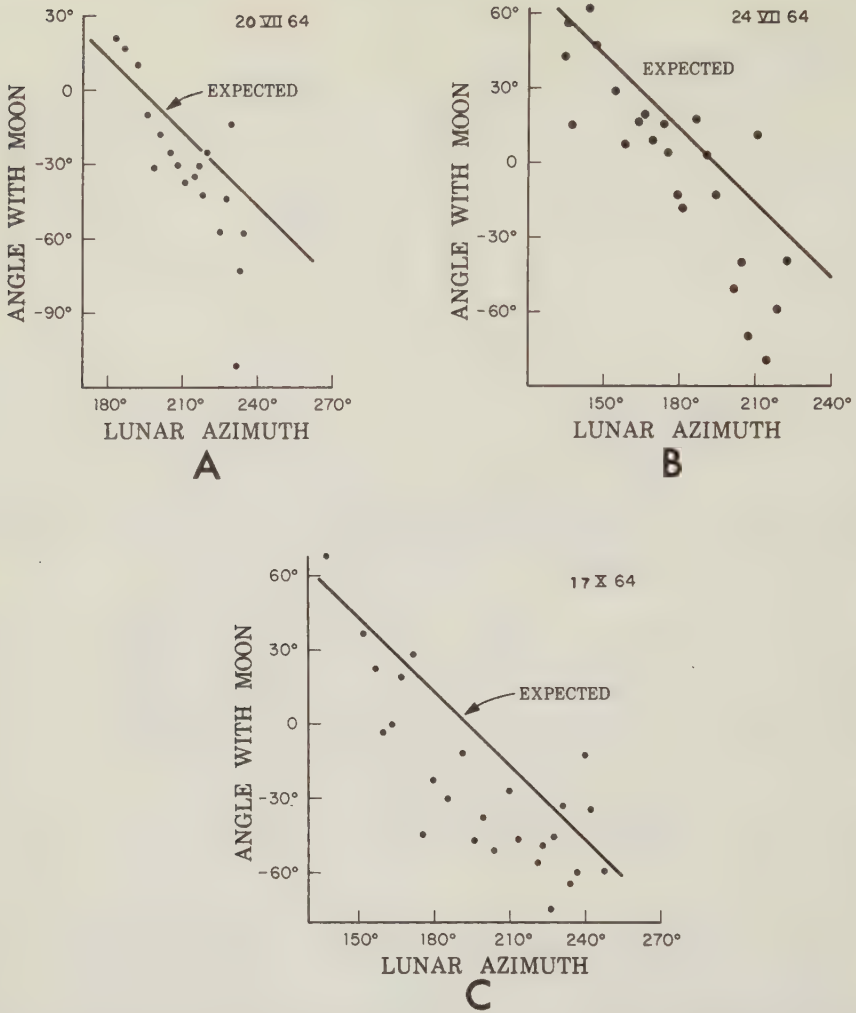 20 VII 64
30°
0
-30°
-60°
-90°
ANGLE WITH MOON
EXPECTED
180° 210° 240° 270°
LUNAR AZIMUTH
A
24 VII 64
60°
30°
0
-30°
-60°
ANGLE WITH MOON
EXPECTED
150° 180° 210° 240°
LUNAR AZIMUTH
B
17 X 64
60°
30°
0
-30°
-60°
ANGLE WITH MOON
EXPECTED
150° 180° 210° 240° 270°
LUNAR AZIMUTH
C